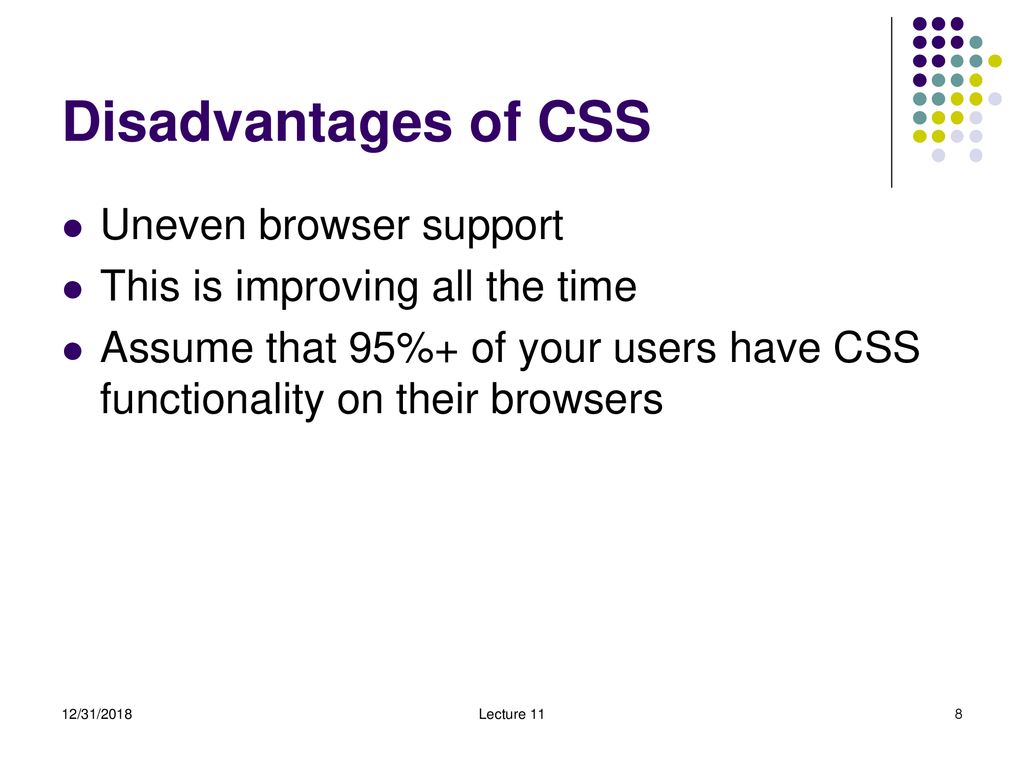 Disadvantages of CSS
Uneven browser support
This is improving all the time
Assume that 95%+ of your users have CSS
functionality on their browsers
12/31/2018
Lecture 11
8